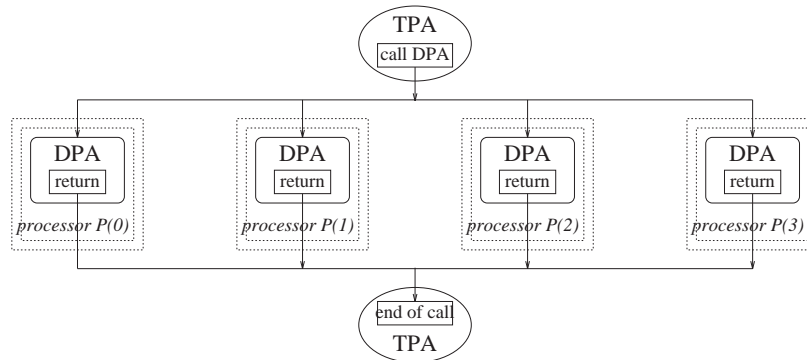 TPA
call DPA
DPA
DPA
DPA
DPA
return
return
return
return
processor P(0)
processor P(1)
processor P(2)
processor P(3)
end of call
TPA